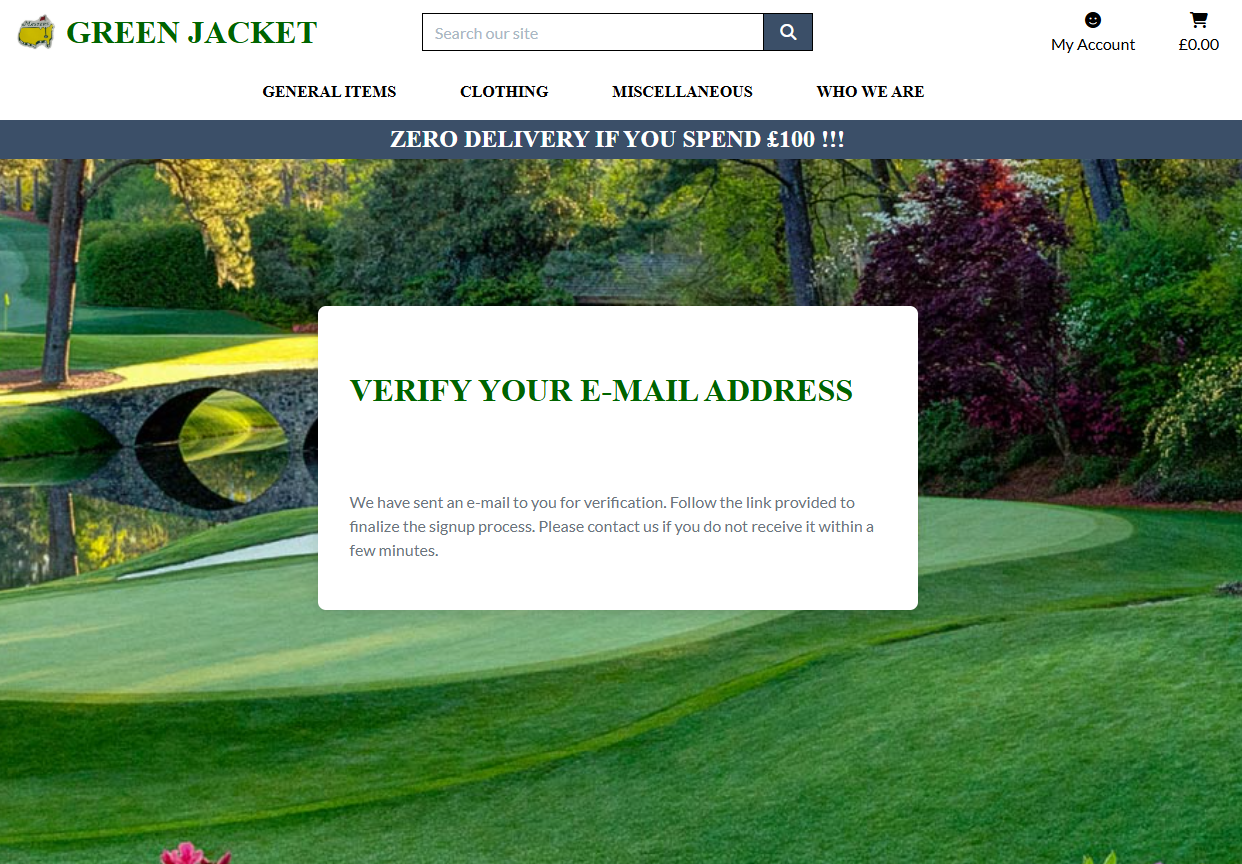 GREEN JACKET
Search our site
My Account
£0.00
GENERAL ITEMS
CLOTHING
MISCELLANEOUS
WHO WE ARE
ZERO DELIVERY IF YOU SPEND £100 !!!
VERIFY YOUR E-MAIL ADDRESS
We have sent an e-mail to you for verification. Follow the link provided to
finalize the signup process. Please contact us if you do not receive it within a
few minutes.